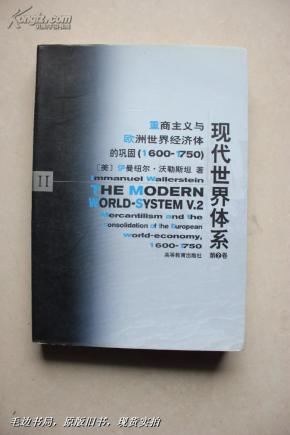 重商主义与
欧洲世界经济体
的巩固(1600-1750)
[美] 伊曼纽尔·沃勒斯坦 著
Immanuel Wallerstein
THE MODERN
WORLD-SYSTEM V.2
Mercantilism and the
Consolidation of the European
world-economy,
1600-1750
高等教育出版社
现代世界体系
第2卷
II
毛边书局，原版旧书，现货实拍